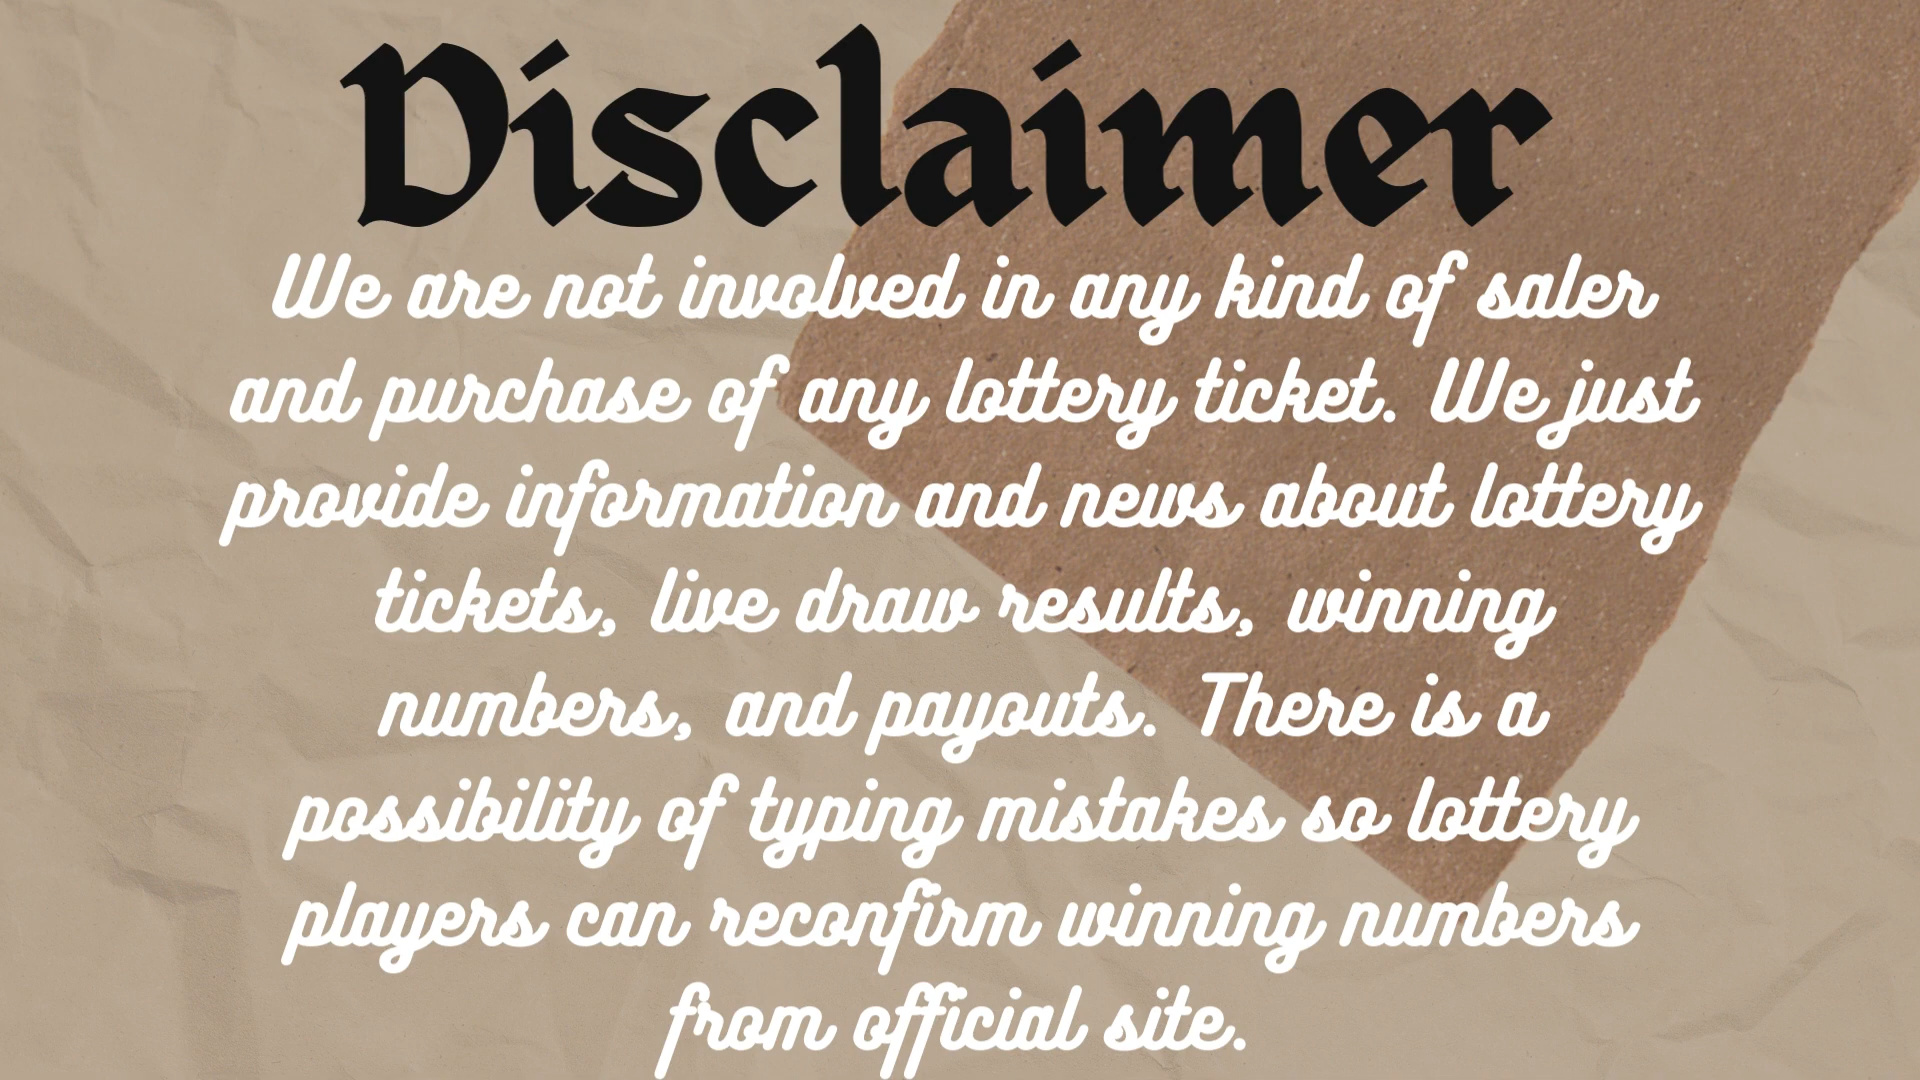 Disclaimer
We are not involved in any kind of saler
and purchase of any lottery ticket. We just
provide information and news about lottery
tickets, live draw results, winning
numbers, and payouts. There is a
possibility of typing mistakes so lottery
players can reconfirm winning numbers
from official site.